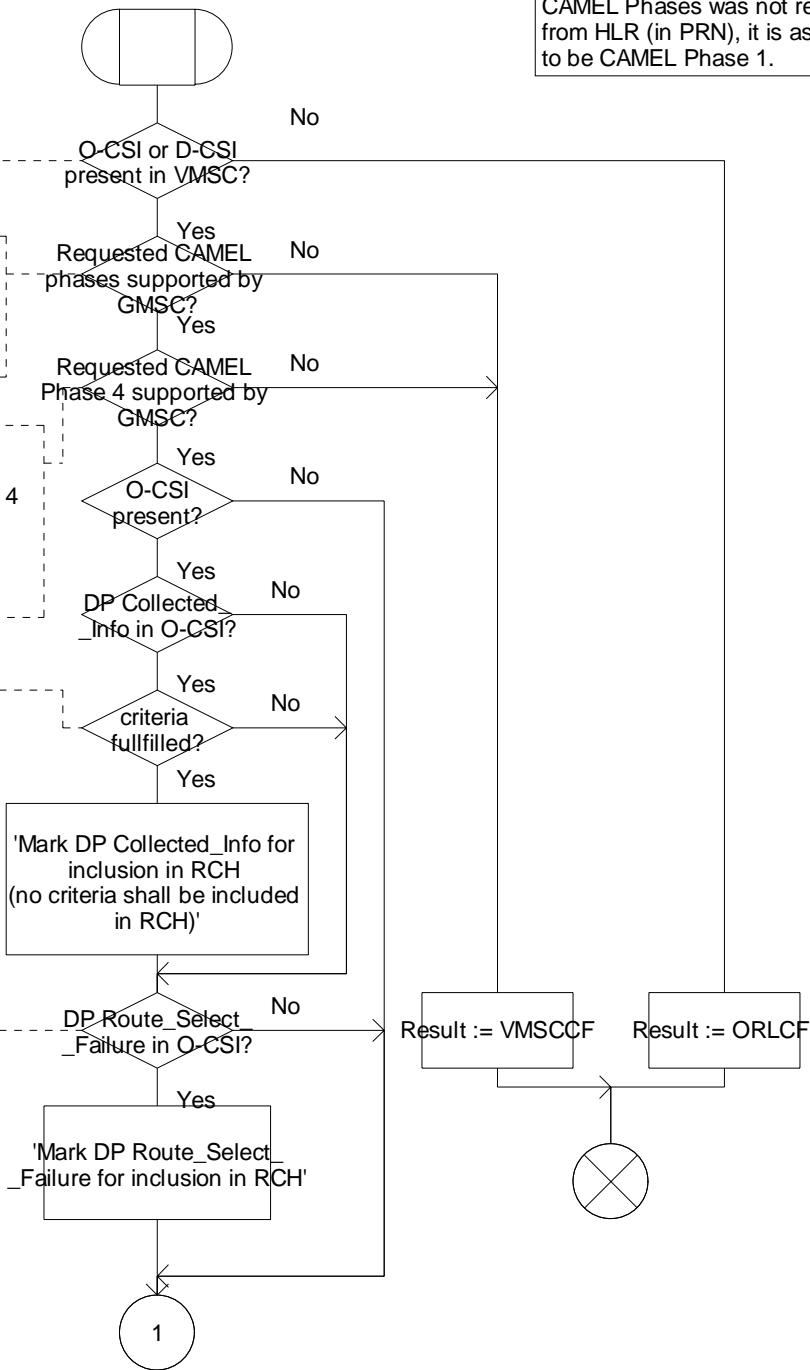 CAMEL Phases was not re
from HLR (in PRN), it is as
to be CAMEL Phase 1.
No
O-CSI or D-CSI
present in VMSC?
Yes
Requested CAMEL
phases supported by
GMSC?
No
Yes
Requested CAMEL
Phase 4 supported by
GMSC?
No
Yes
4
O-CSI
present?
No
Yes
DP Collected_
_Info in O-CSI?
No
Yes
criteria
fullfilled?
No
Yes
'Mark DP Collected_Info for
inclusion in RCH
(no criteria shall be included
in RCH)'
DP Route_Select_
_Failure in O-CSI?
No
Result := VMSCCF
Result := ORLCF
Yes
'Mark DP Route_Select_
_Failure for inclusion in RCH'
1